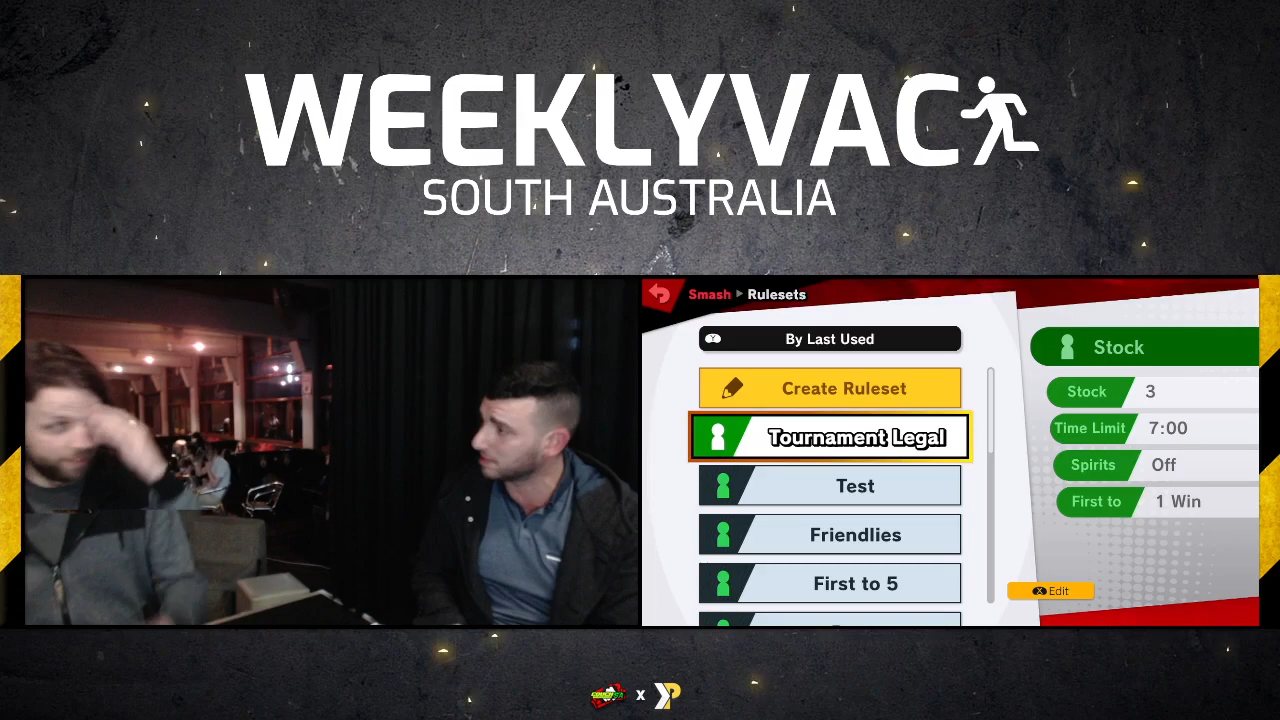 WEEKLYVAC
SOUTH AUSTRALIA
Smash ▶ Rulesets
By Last Used
Create Ruleset
Tournament Legal
Test
Friendlies
First to 5
Stock
Stock 3
Time Limit 7:00
Spirits Off
First to 1 Win
X Edit
X